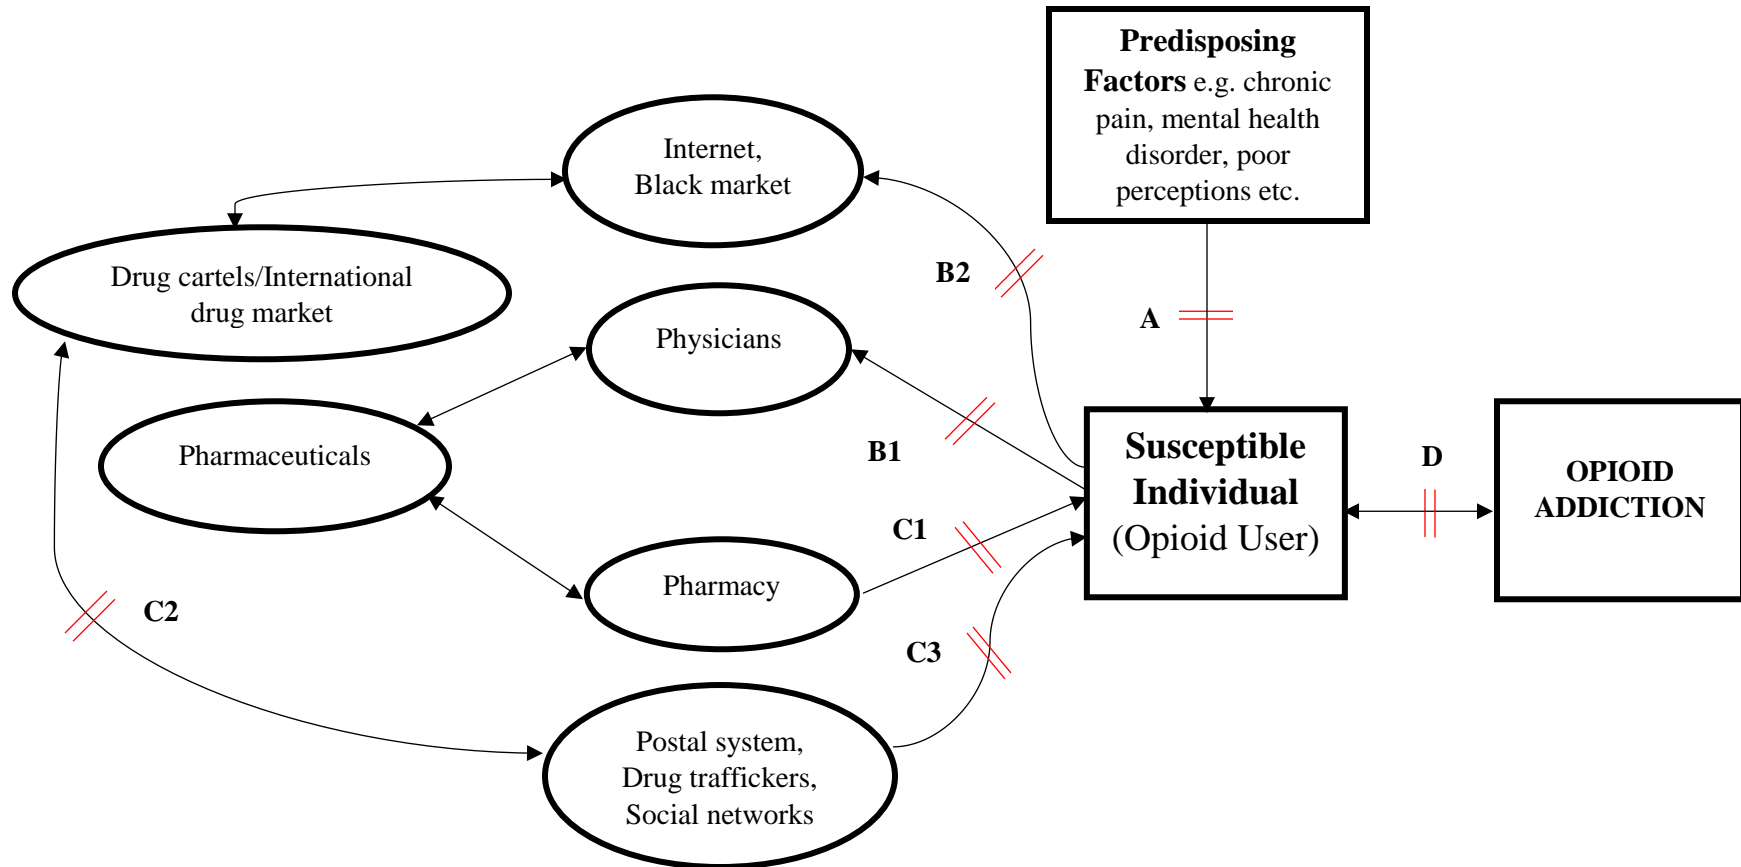 Predisposing
Factors e.g. chronic
pain, mental health
disorder, poor
perceptions etc.
Internet,
Black market
B2
Drug cartels/International
drug market
A
Physicians
B1
Pharmaceuticals
Susceptible
Individual
(Opioid User)
D
OPIOID
ADDICTION
C1
Pharmacy
C2
C3
Postal system,
Drug traffickers,
Social networks